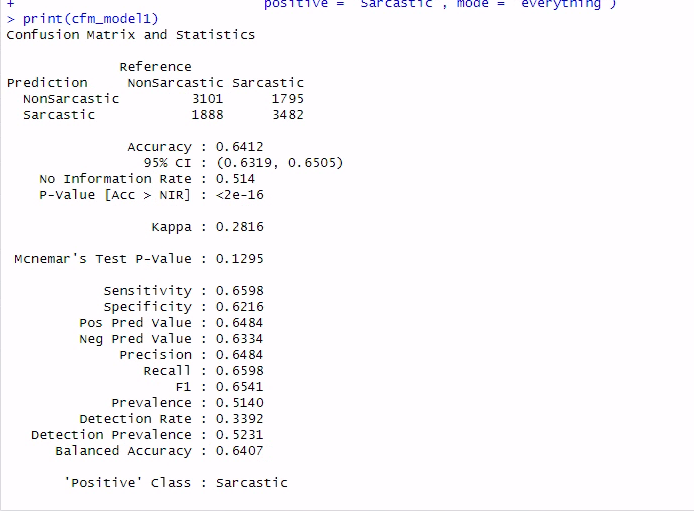 + positive = "Sarcastic", mode = "everything")
> print(cfm_model1)
Confusion Matrix and Statistics
Reference
Prediction NonSarcastic Sarcastic
NonSarcastic 3101 1795
Sarcastic 1888 3482
Accuracy : 0.6412
95% CI : (0.6319, 0.6505)
No Information Rate : 0.514
P-Value [Acc > NIR] : <2e-16
Kappa : 0.2816
Mcnemar's Test P-Value : 0.1295
Sensitivity : 0.6598
Specificity : 0.6216
Pos Pred Value : 0.6484
Neg Pred Value : 0.6334
Precision : 0.6484
Recall : 0.6598
F1 : 0.6541
Prevalence : 0.5140
Detection Rate : 0.3392
Detection Prevalence : 0.5231
Balanced Accuracy : 0.6407
'Positive' Class : Sarcastic